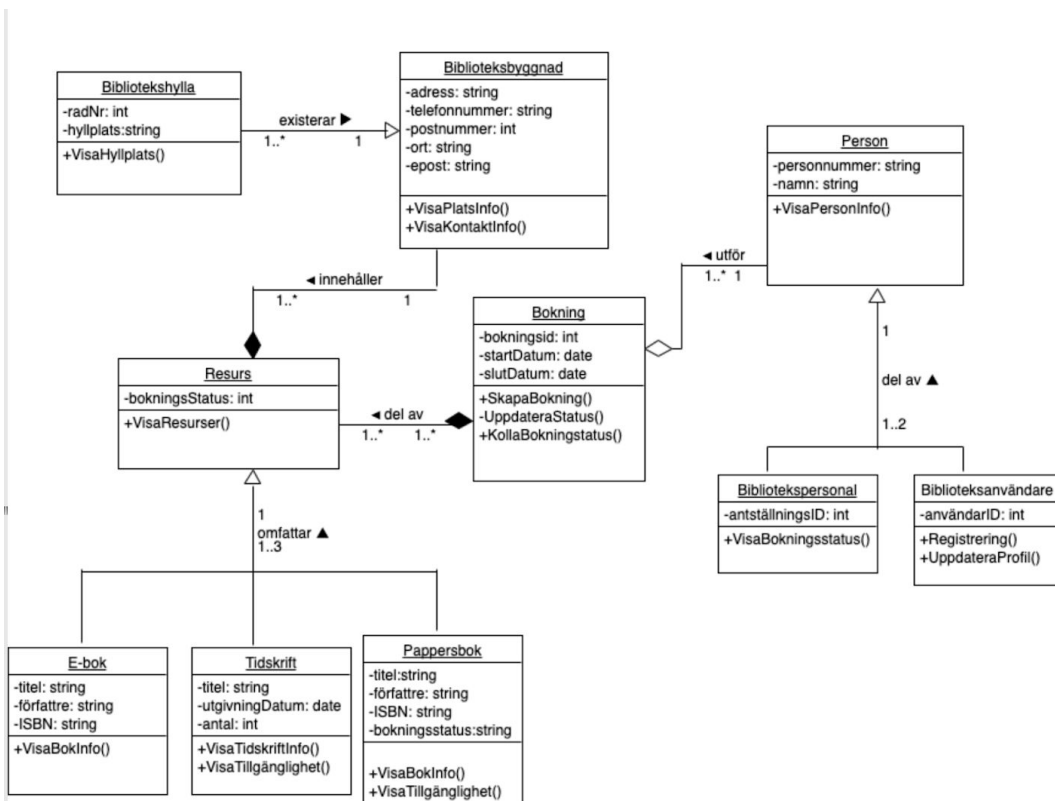 Bibliotekshylla
-radNr: int
-hyllplats:string
+VisaHyllplats()
existerar ▶
1..* 1
Biblioteksbyggnad
-adress: string
-telefonnummer: string
-postnummer: int
-ort: string
-epost: string
+VisaPlatsInfo()
+VisaKontaktInfo()
Person
-personnummer: string
-namn: string
+VisaPersonInfo()
◄ utför
1..* 1
◄ innehåller
1..* 1
Bokning
-bokningsid: int
-startDatum: date
-slutDatum: date
+SkapaBokning()
-UppdateraStatus()
+KollaBokningstatus()
Resurs
-bokningsStatus: int
+VisaResurser()
◄ del av
1..* 1..*
1
del av ▲
1..2
Bibliotekspersonal
-antställningsID: int
+VisaBokningsstatus()
Biblioteksanvändare
-användarID: int
+Registrering()
+UppdateraProfil()
1
omfattar ▲
1..3
E-bok
-titel: string
-författre: string
-ISBN: string
+VisaBokInfo()
Tidskrift
-titel: string
-utgivningDatum: date
-antal: int
+VisaTidskriftInfo()
+VisaTillgänglighet()
Pappersbok
-titel:string
-författre: string
-ISBN: string
-bokningsstatus:string
+VisaBokInfo()
+VisaTillgänglighet()